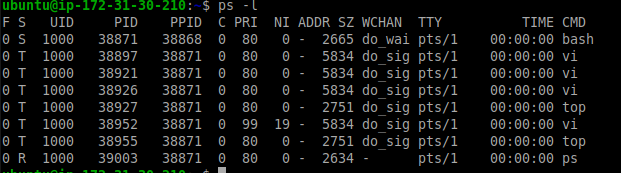 ubuntu@ip-172-31-30-210:~$ ps -l
F S   UID     PID    PPID  C PRI  NI ADDR SZ WCHAN  TTY          TIME CMD
0 S  1000   38871   38868  0  80   0 -  2665 do_wai pts/1    00:00:00 bash
0 T  1000   38897   38871  0  80   0 -  5834 do_sig pts/1    00:00:00 vi
0 T  1000   38921   38871  0  80   0 -  5834 do_sig pts/1    00:00:00 vi
0 T  1000   38926   38871  0  80   0 -  5834 do_sig pts/1    00:00:00 vi
0 T  1000   38927   38871  0  80   0 -  2751 do_sig pts/1    00:00:00 top
0 T  1000   38952   38871  0  99  19 -  5834 do_sig pts/1    00:00:00 vi
0 T  1000   38955   38871  0  80   0 -  2751 do_sig pts/1    00:00:00 top
0 R  1000   39003   38871  0  80   0 -  2634 -      pts/1    00:00:00 ps
ubuntu@ip-172-31-30-210:~$